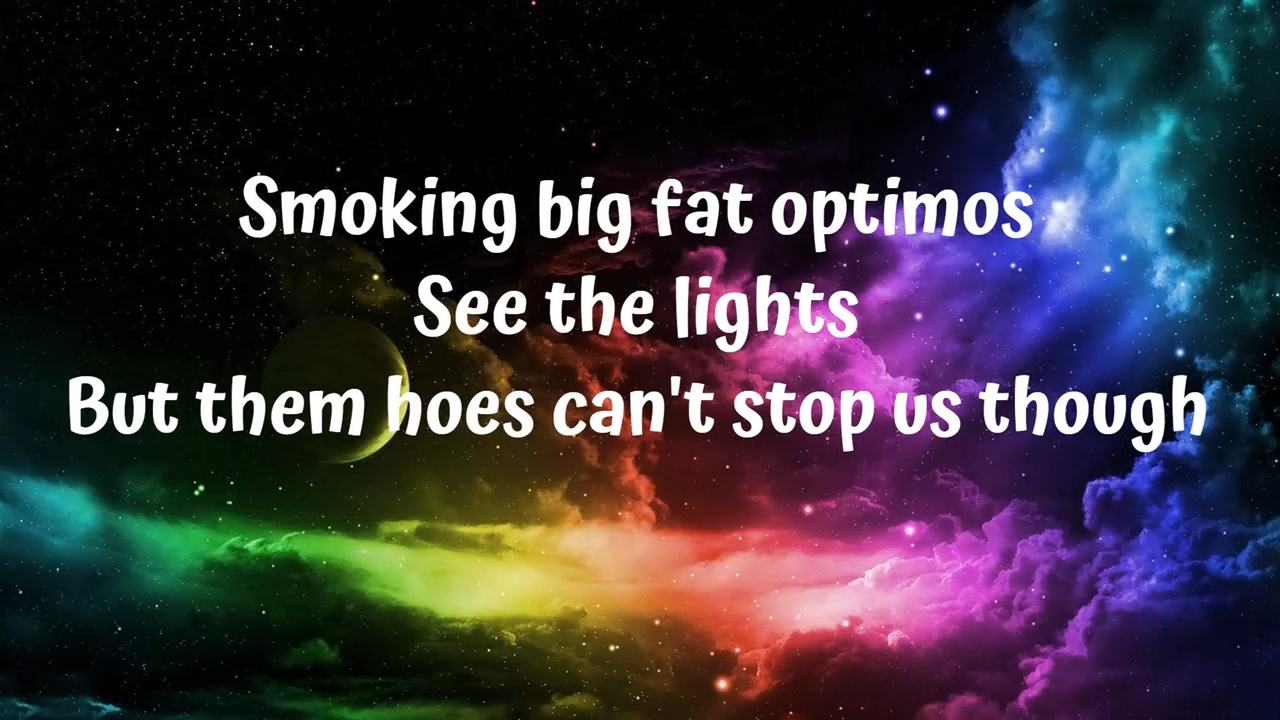 Smoking big fat optimos
See the lights
But them hoes can't stop us though